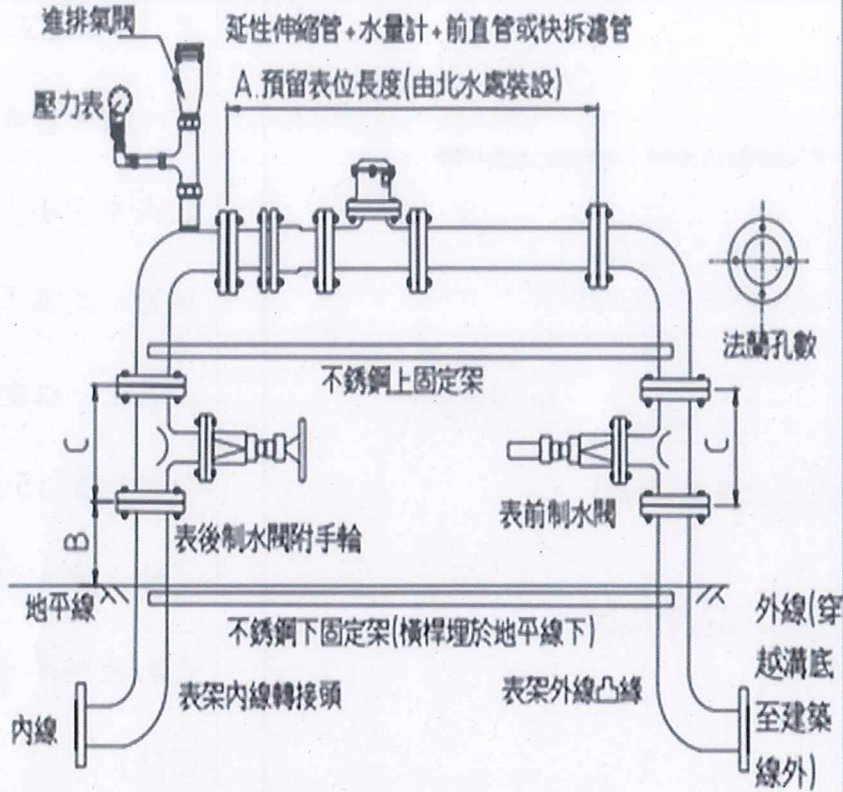 進排氣閥
延性伸縮管+水量計+前直管或快拆濾管
A.預留表位長度(由北水處裝設)
壓力表
法蘭孔數
不銹鋼上固定架
C
C
表後制水閥附手輪
表前制水閥
B
地平線
不銹鋼下固定架(橫桿埋於地平線下)
外線(穿
越溝底
至建築
線外)
表架內線轉接頭
表架外線凸緣
內線